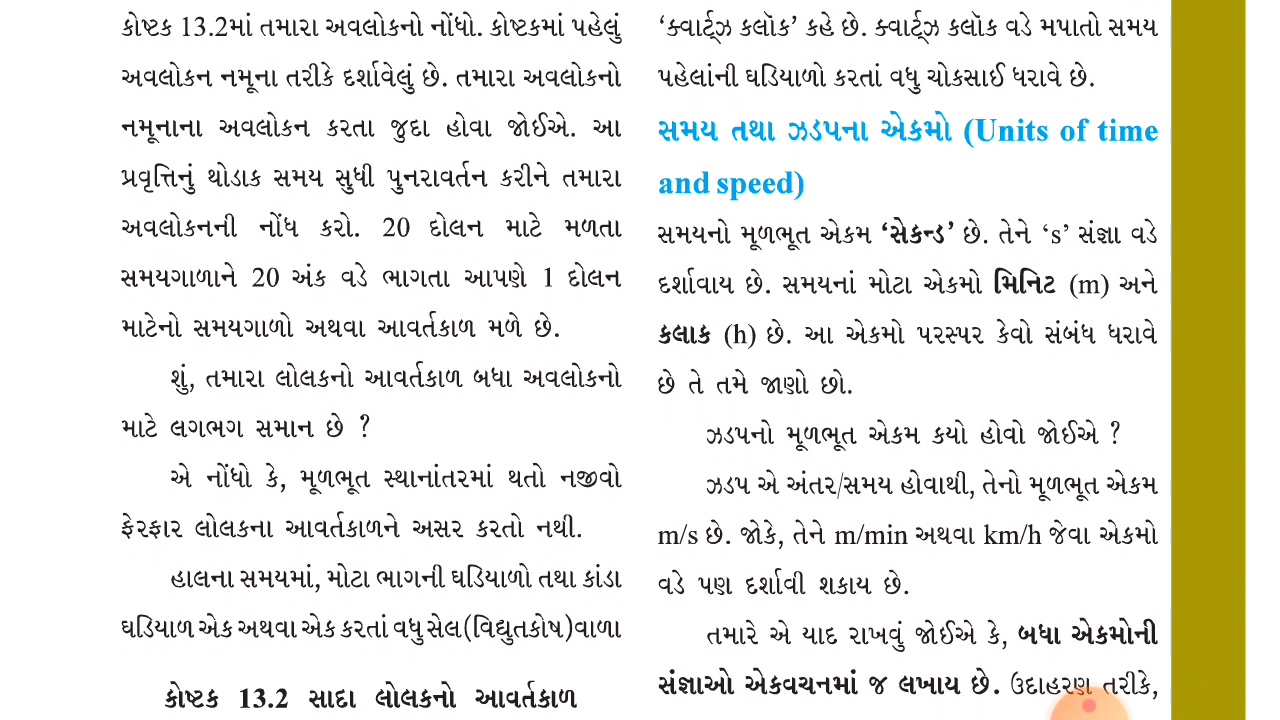 કોષ્ટક 13.2માં તમારા અવલોકનો નોંધો. કોષ્ટકમાં પહેલું
અવલોકન નમૂના તરીકે દર્શાવેલું છે. તમારા અવલોકનો
નમૂનાના અવલોકન કરતા જુદા હોવા જોઈએ. આ
પ્રવૃત્તિનું થોડાક સમય સુધી પુનરાવર્તન કરીને તમારા
અવલોકનની નોંધ કરો. 20 દોલન માટે મળતા
સમયગાળાને 20 અંક વડે ભાગતા આપણે 1 દોલન
માટેનો સમયગાળો અથવા આવર્તકાળ મળે છે.
શું, તમારા લોલકનો આવર્તકાળ બધા અવલોકનો
માટે લગભગ સમાન છે ?
એ નોંધો કે, મૂળભૂત સ્થાનાંતરમાં થતો નજીવો
ફેરફાર લોલકના આવર્તકાળને અસર કરતો નથી.
હાલના સમયમાં, મોટા ભાગની ઘડિયાળો તથા કાંડા
ઘડિયાળ એક અથવા એક કરતાં વધુ સેલ(વિદ્યુતકોષ)વાળા
કોષ્ટક 13.2 સાદા લોલકનો આવર્તકાળ
‘ક્વાર્ટ્ઝ ક્લૉક’ કહે છે. ક્વાર્ટ્ઝ ક્લૉક વડે મપાતો સમય
પહેલાંની ઘડિયાળો કરતાં વધુ ચોકસાઈ ધરાવે છે.
સમય તથા ઝડપના એકમો (Units of time
and speed)
સમયનો મૂળભૂત એકમ ‘સેકન્ડ’ છે. તેને ‘s’ સંજ્ઞા વડે
દર્શાવાય છે. સમયનાં મોટા એકમો મિનિટ (m) અને
કલાક (h) છે. આ એકમો પરસ્પર કેવો સંબંધ ધરાવે
છે તે તમે જાણો છો.
ઝડપનો મૂળભૂત એકમ કયો હોવો જોઈએ ?
ઝડપ એ અંતર/સમય હોવાથી, તેનો મૂળભૂત એકમ
m/s છે. જોકે, તેને m/min અથવા km/h જેવા એકમો
વડે પણ દર્શાવી શકાય છે.
તમારે એ યાદ રાખવું જોઈએ કે, બધા એકમોની
સંજ્ઞાઓ એકવચનમાં જ લખાય છે. ઉદાહરણ તરીકે,